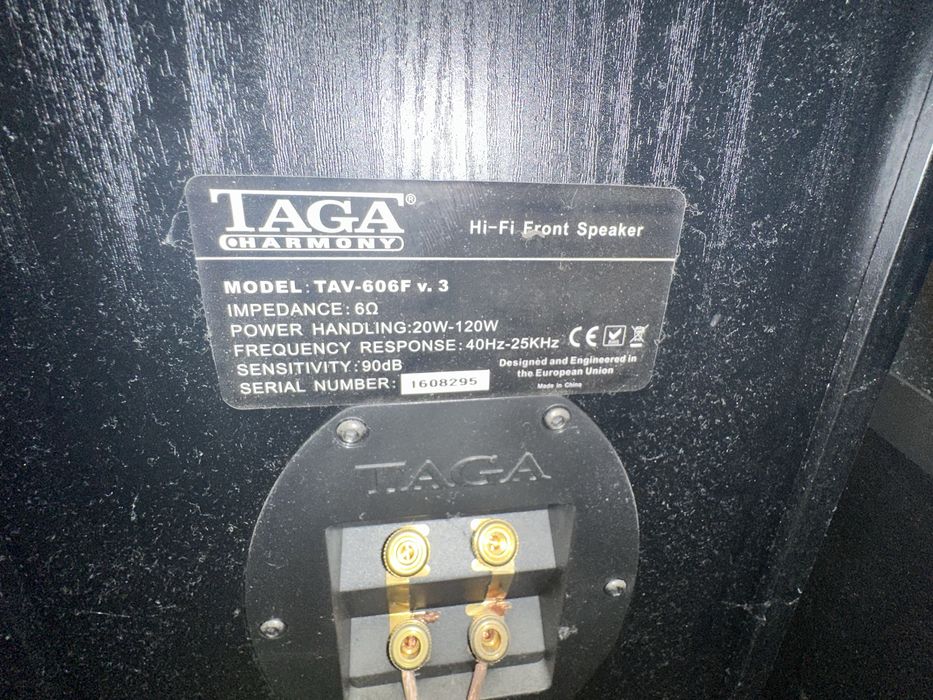 TAGA®
HARMONY
Hi-Fi Front Speaker
MODEL: TAV-606F v. 3
IMPEDANCE: 6Ω
POWER HANDLING:20W-120W
FREQUENCY RESPONSE: 40Hz-25KHz
SENSITIVITY: 90dB
SERIAL NUMBER: 1608295
CE
Designed and Engineered in
the European Union
Made in China
TAGA